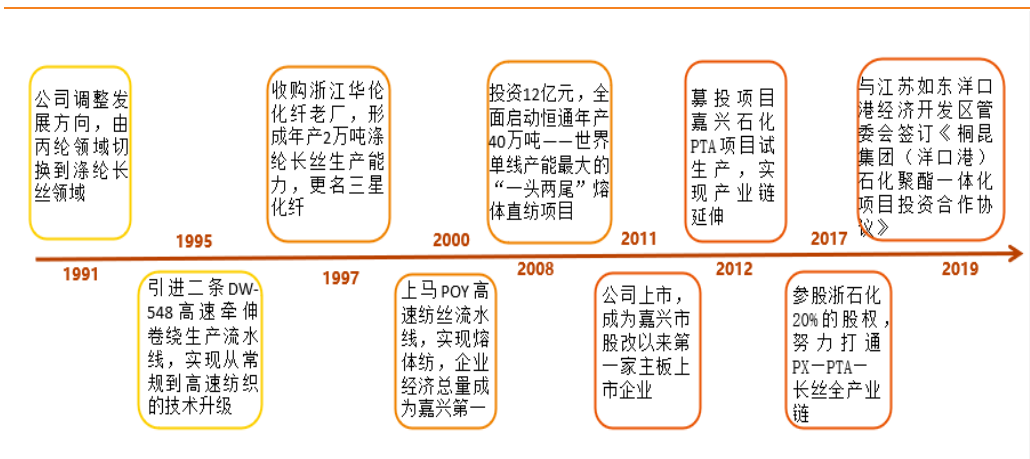 公司调整发
展方向，由
丙纶领域切
换到涤纶长
丝领域
收购浙江华伦
化纤老厂，形
成年产2万吨涤
纶长丝生产能
力，更名三星
化纤
投资12亿元，全
面启动恒通年产
40万吨——世界
单线产能最大的
“一头两尾”熔
体直纺项目
募投项目
嘉兴石化
PTA项目试
生产，实
现产业链
延伸
与江苏如东洋口
港经济开发区管
委会签订《桐昆
集团（洋口港）
石化聚酯一体化
项目投资合作协
议》
1995
2000
2011
2017
1991
1997
2008
2012
2019
引进二条DW-
548高速牵伸
卷绕生产流水
线，实现从常
规到高速纺织
的技术升级
上马POY高
速纺丝流水
线，实现熔
体纺，企业
经济总量成
为嘉兴第一
公司上市，
成为嘉兴市
股改以来第
一家主板上
市企业
参股浙石化
20%的股权，
努力打通
PX—PTA—
长丝全产业
链